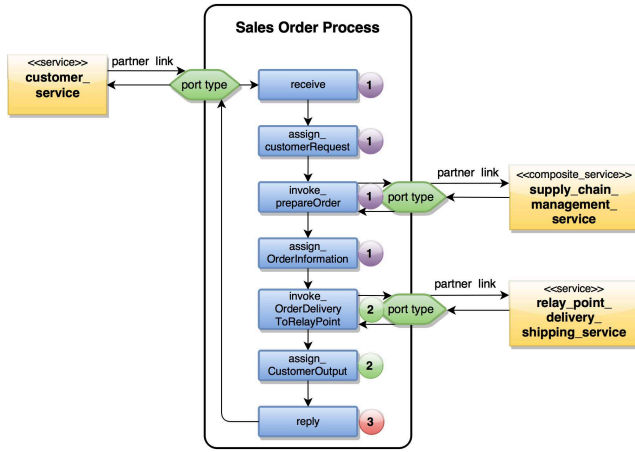 Sales Order Process
<<service>>
customer_
service
partner link
port type
receive
1
assign_
customerRequest
1
invoke_
prepareOrder
1
port type
partner link
<<composite_service>>
supply_chain_
management_
service
assign_
OrderInformation
1
invoke_
OrderDelivery
ToRelayPoint
2
port type
partner link
<<service>>
relay_point_
delivery_
shipping_service
assign_
CustomerOutput
2
reply
3